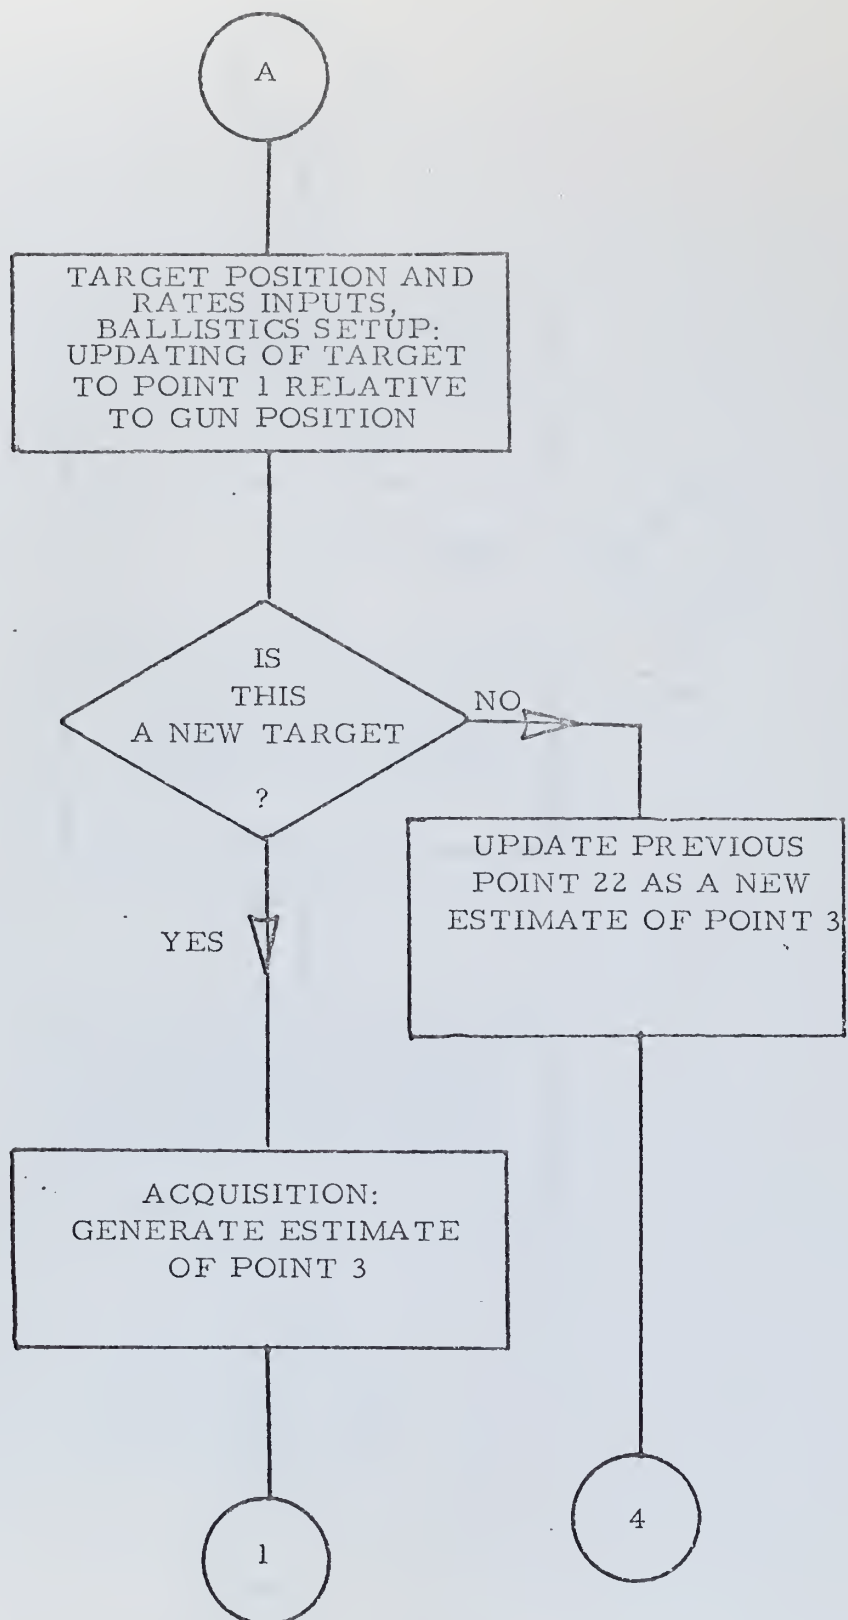 A
TARGET POSITION AND
RATES INPUTS,
BALLISTICS SETUP:
UPDATING OF TARGET
TO POINT 1 RELATIVE
TO GUN POSITION
IS
THIS
A NEW TARGET
?
NO
UPDATE PREVIOUS
POINT 22 AS A NEW
ESTIMATE OF POINT 3
YES
ACQUISITION:
GENERATE ESTIMATE
OF POINT 3
4
1